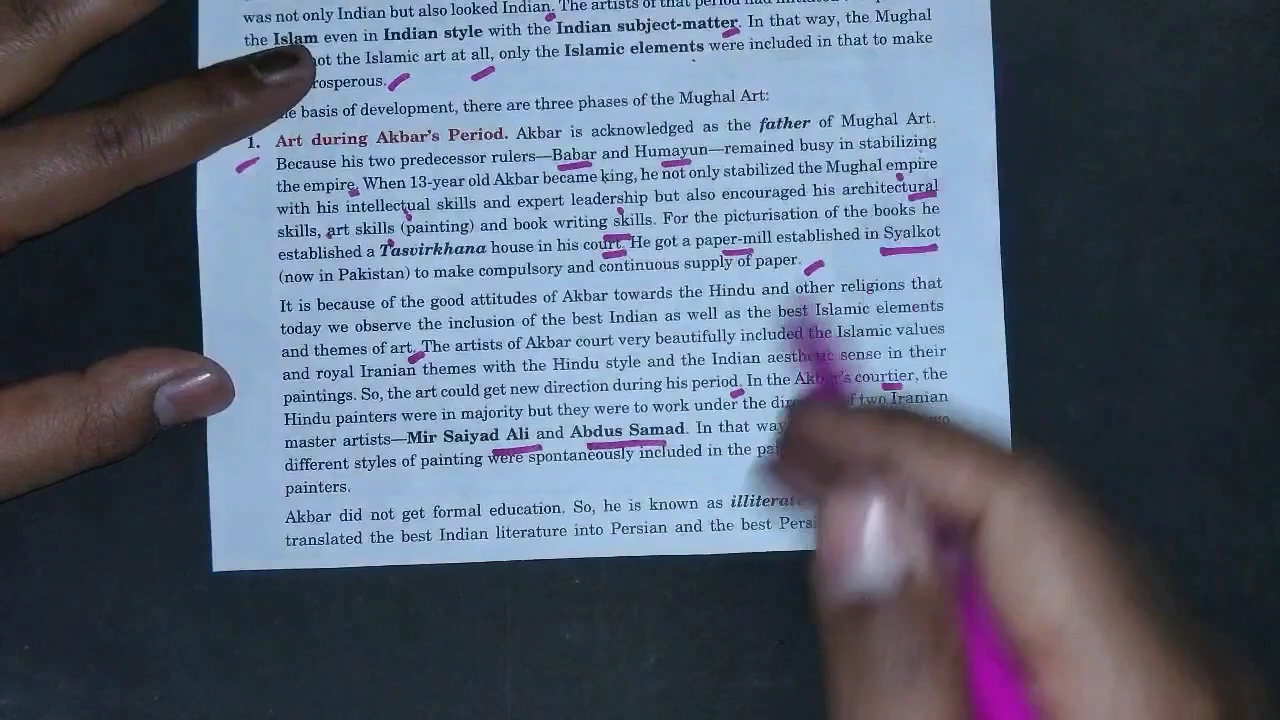 was not only Indian but also looked Indian. The artists of that period had
the Islam even in Indian style with the Indian subject-matter. In that way, the Mughal
not the Islamic art at all, only the Islamic elements were included in that to make
rosperous.
he basis of development, there are three phases of the Mughal Art:
1. Art during Akbar's Period. Akbar is acknowledged as the father of Mughal Art.
Because his two predecessor rulers—Babar and Humayun—remained busy in stabilizing
the empire. When 13-year old Akbar became king, he not only stabilized the Mughal empire
with his intellectual skills and expert leadership but also encouraged his architectural
skills, art skills (painting) and book writing skills. For the picturisation of the books he
established a Tasvirkhana house in his court. He got a paper-mill established in Syalkot
(now in Pakistan) to make compulsory and continuous supply of paper.
It is because of the good attitudes of Akbar towards the Hindu and other religions that
today we observe the inclusion of the best Indian as well as the best Islamic elements
and themes of art. The artists of Akbar court very beautifully included the Islamic values
and royal Iranian themes with the Hindu style and the Indian aesthetic sense in their
paintings. So, the art could get new direction during his period. In the Akbar's courtier, the
Hindu painters were in majority but they were to work under the of two Iranian
master artists—Mir Saiyad Ali and Abdus Samad. In that way
different styles of painting were spontaneously included in the
painters.
Akbar did not get formal education. So, he is known as illiterate
translated the best Indian literature into Persian and the best